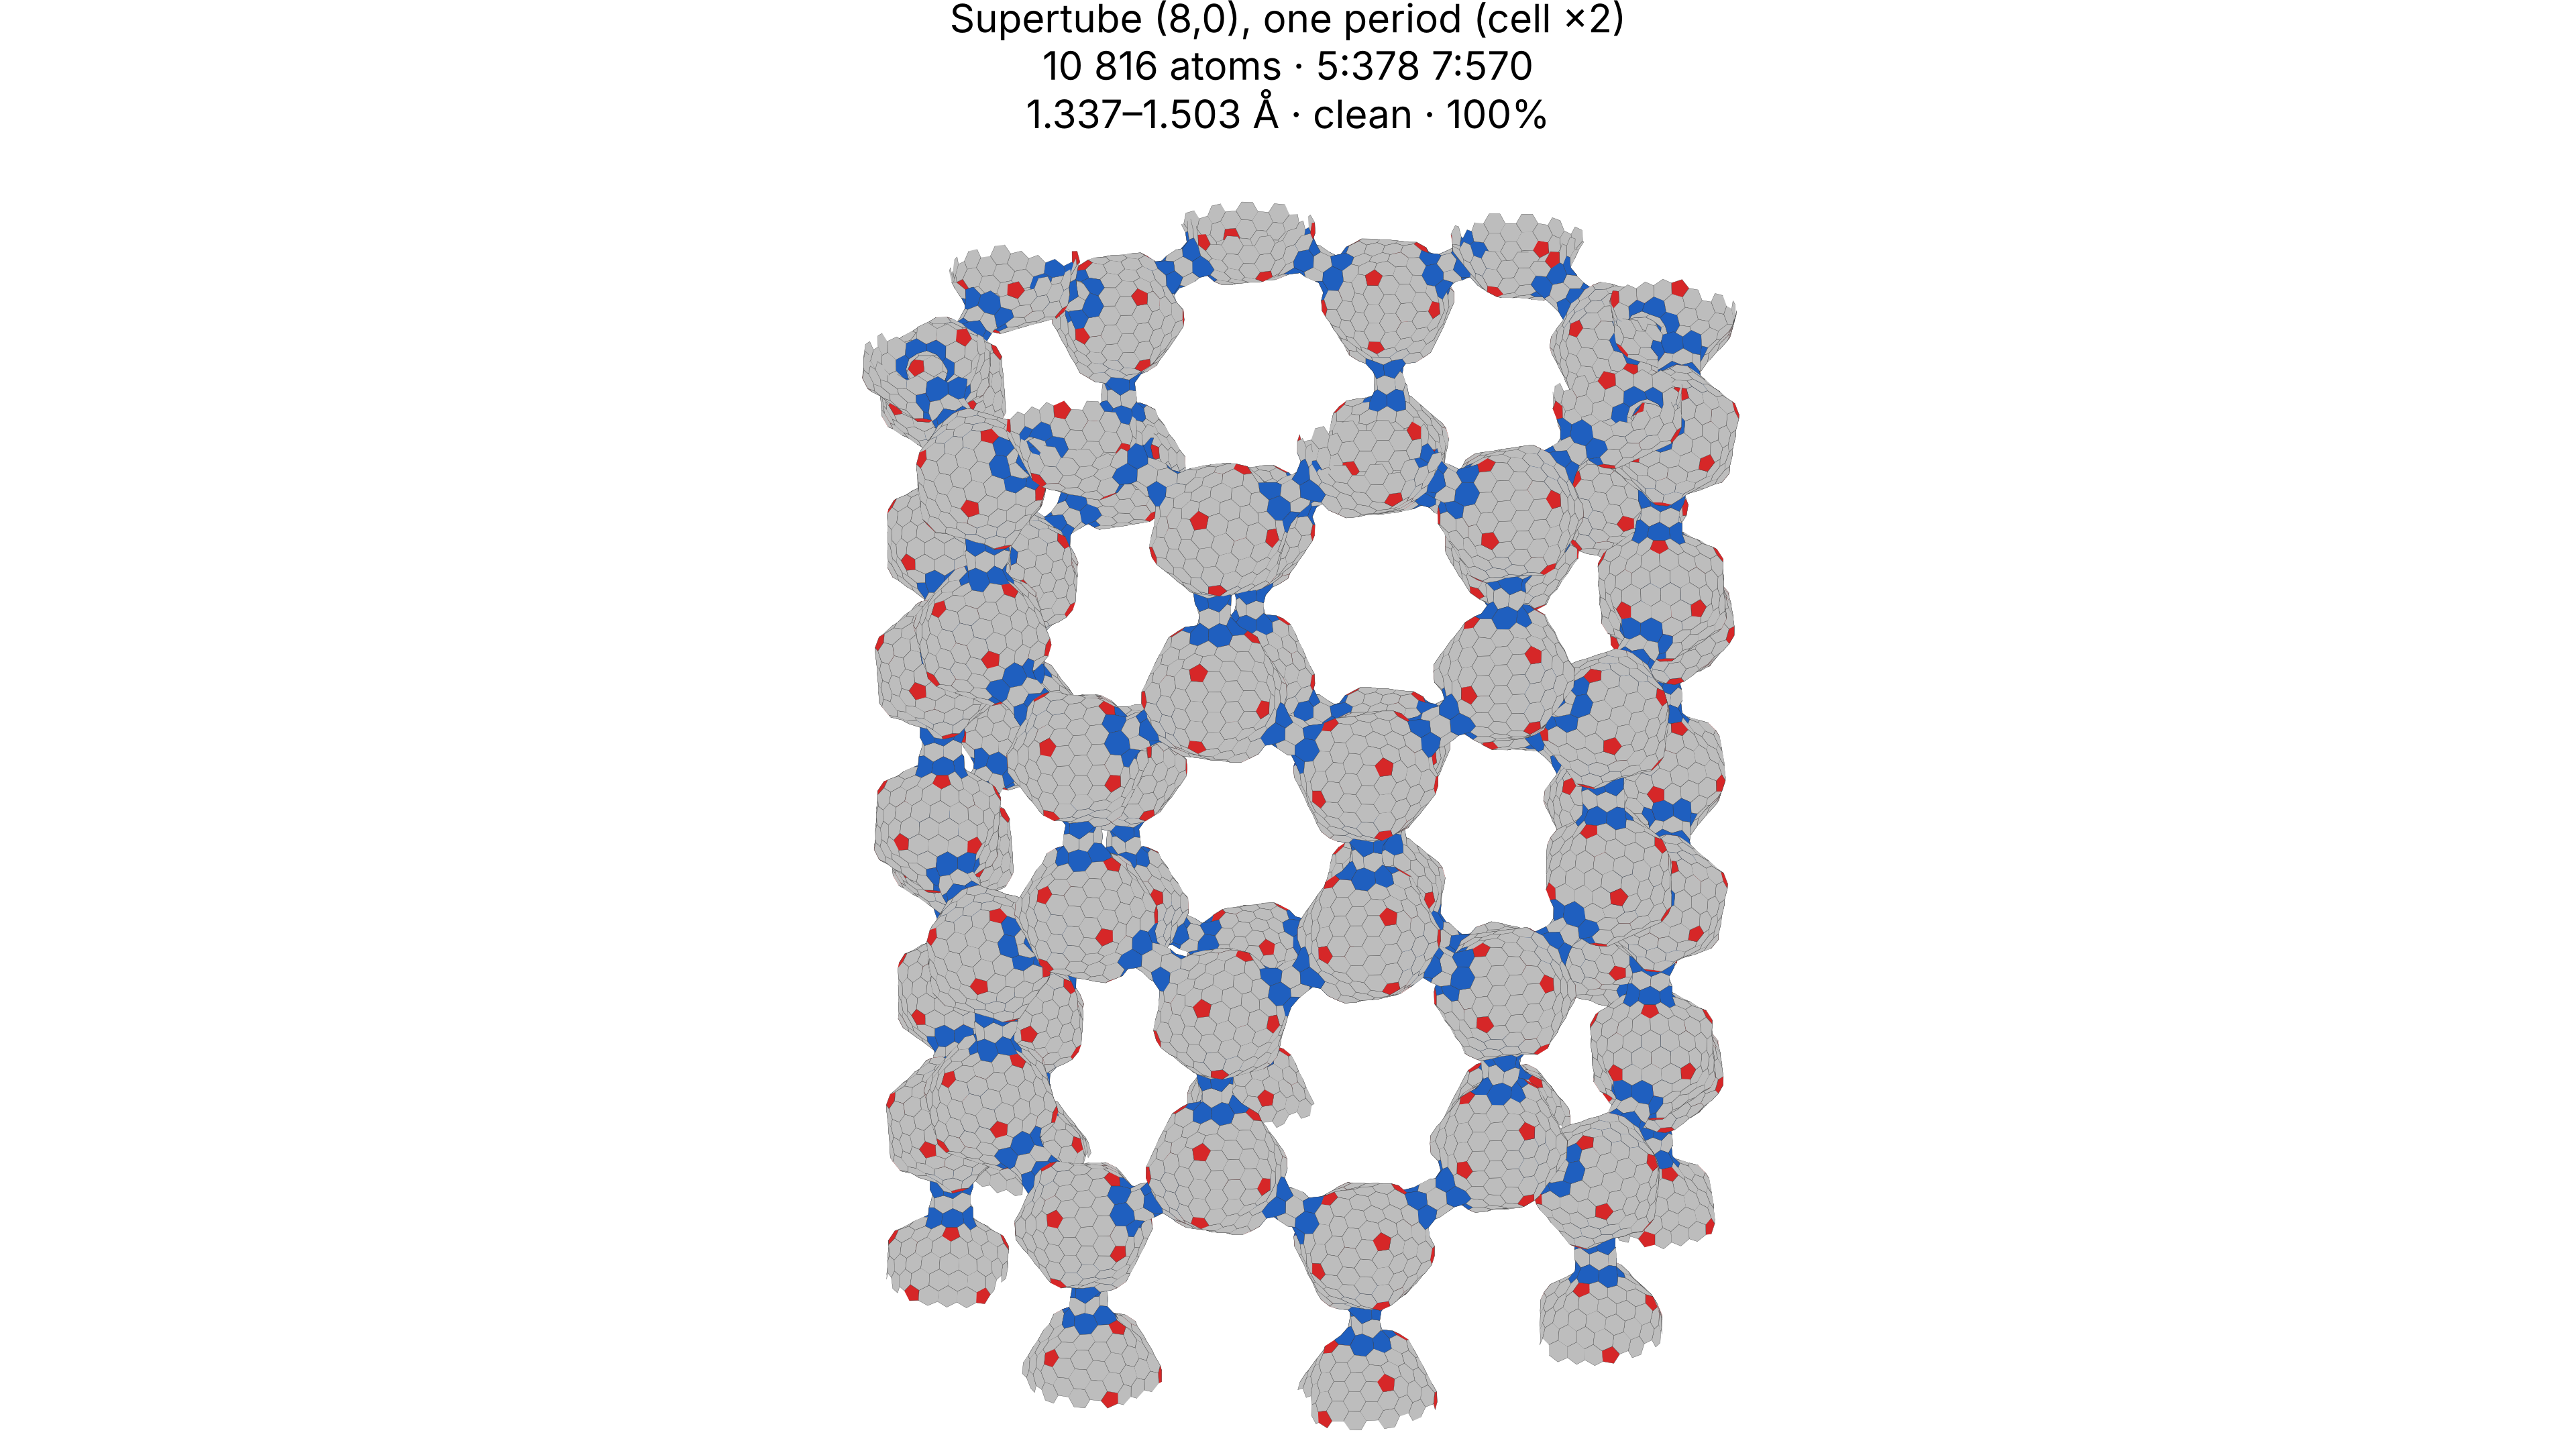 Supertube (8,0), one period (cell ×2)
10 816 atoms · 5:378 7:570
1.337–1.503 Å · clean · 100%